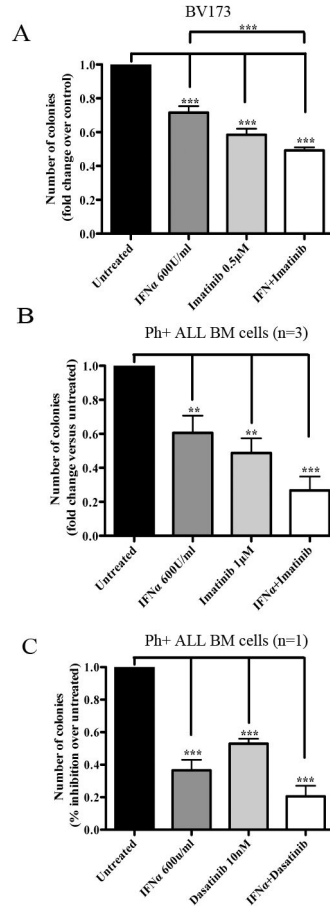 BV173
A
***
***
***
***
Number of colonies
(fold change over control)
1.0
0.8
0.6
0.4
0.2
0.0
Untreated
IFNα 600U/ml
Imatinib 0.5µM
IFN+Imatinib
B
Ph+ ALL BM cells (n=3)
**
**
***
Number of colonies
(fold change versus untreated)
1.0
0.8
0.6
0.4
0.2
0.0
Untreated
IFNα 600U/ml
Imatinib 1µM
IFNα+Imatinib
C
Ph+ ALL BM cells (n=1)
***
***
***
Number of colonies
(% inhibition over untreated)
1.0
0.8
0.6
0.4
0.2
0.0
Untreated
IFNα 600u/ml
Dasatinib 10nM
IFNα+Dasatinib